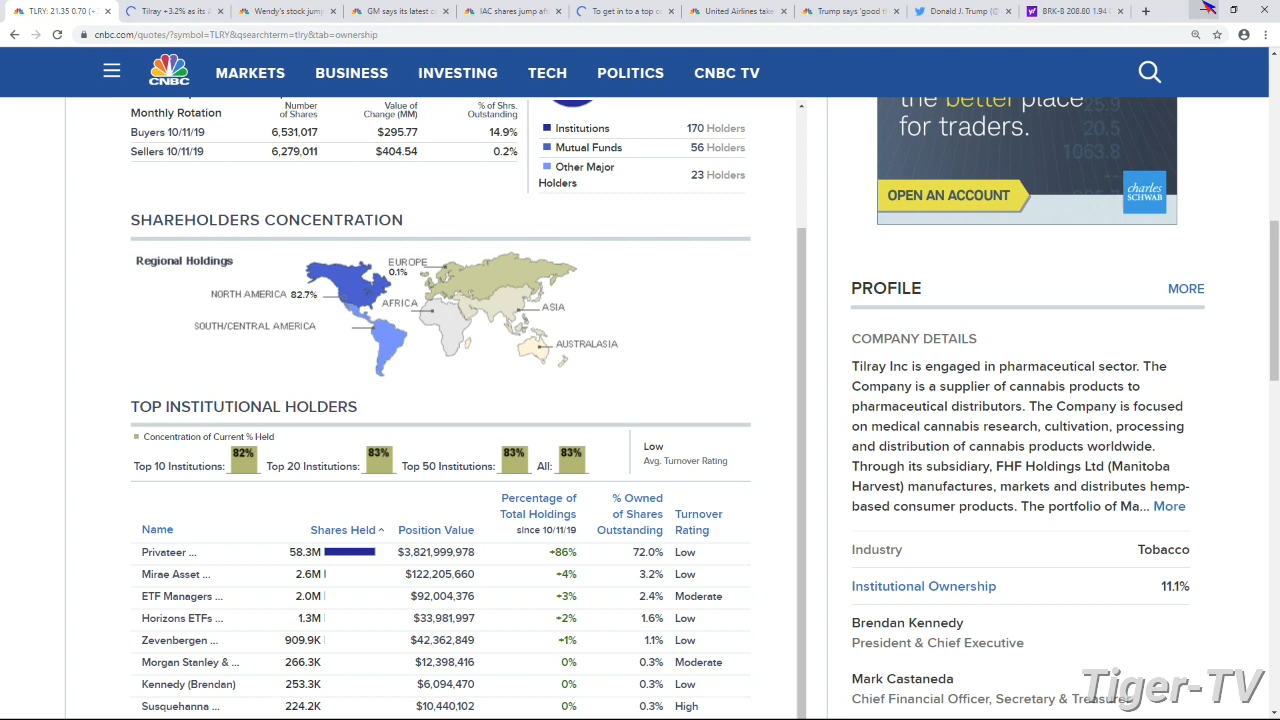 TLRY: 21.35 0.70 (+
Tilray +3.2% as its
Wendy's stock jump
GM says its latest c
IAC shares jump aft
To get in to a top co
United Airlines take
Trump says 'good th
Donald J. Trump (@
BRK-B 208.80 1.94
cnbc.com/quotes/?symbol=TLRY&qsearchterm=tlry&tab=ownership
CNBC
MARKETS BUSINESS INVESTING TECH POLITICS CNBC TV
Monthly Rotation Number of Shares Value of Change (MM) % of Shrs. Outstanding
Buyers 10/11/19 6,531,017 $295.77 14.9%
Sellers 10/11/19 6,279,011 $404.54 0.2%
Institutions 170 Holders
Mutual Funds 56 Holders
Other Major Holders 23 Holders
SHAREHOLDERS CONCENTRATION
Regional Holdings
EUROPE
0.1%
NORTH AMERICA 82.7%
AFRICA
ASIA
SOUTH/CENTRAL AMERICA
AUSTRALASIA
TOP INSTITUTIONAL HOLDERS
Concentration of Current % Held
Top 10 Institutions: 82% Top 20 Institutions: 83% Top 50 Institutions: 83% All: 83%
Low
Avg. Turnover Rating
Name Shares Held Position Value Percentage of Total Holdings since 10/11/19 % Owned of Shares Outstanding Turnover Rating
Privateer ... 58.3M $3,821,999,978 +86% 72.0% Low
Mirae Asset ... 2.6M $122,205,660 +4% 3.2% Low
ETF Managers ... 2.0M $92,004,376 +3% 2.4% Moderate
Horizons ETFs ... 1.3M $33,981,997 +2% 1.6% Low
Zevenbergen ... 909.9K $42,362,849 +1% 1.1% Low
Morgan Stanley & ... 266.3K $12,398,416 0% 0.3% Moderate
Kennedy (Brendan) 253.3K $6,094,470 0% 0.3% Low
Susquehanna ... 224.2K $10,440,102 0% 0.3% High
the better place
for traders.
25.9
20.5
1063.8
OPEN AN ACCOUNT
charles
SCHWAB
PROFILE MORE
COMPANY DETAILS
Tilray Inc is engaged in pharmaceutical sector. The
Company is a supplier of cannabis products to
pharmaceutical distributors. The Company is focused
on medical cannabis research, cultivation, processing
and distribution of cannabis products worldwide.
Through its subsidiary, FHF Holdings Ltd (Manitoba
Harvest) manufactures, markets and distributes hemp-
based consumer products. The portfolio of Ma... More
Industry Tobacco
Institutional Ownership 11.1%
Brendan Kennedy
President & Chief Executive
Mark Castaneda
Chief Financial Officer, Secretary & Treasurer
Tiger-TV